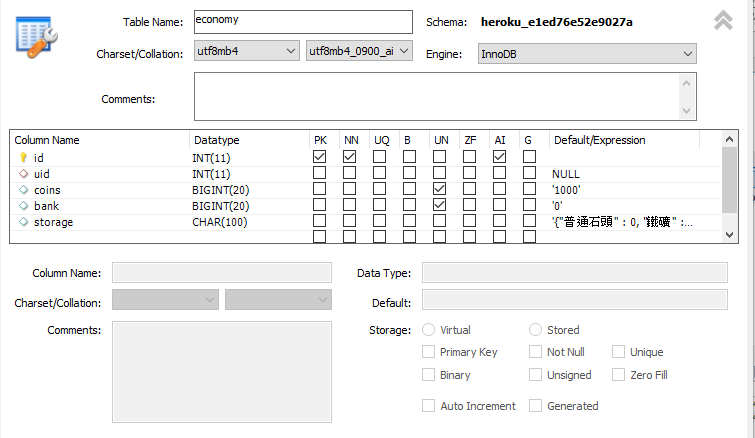 Table Name: economy Schema: heroku_e1ed76e52e9027a
Charset/Collation: utf8mb4 utf8mb4_0900_ai Engine: InnoDB
Comments:
Column Name Datatype PK NN UQ B UN ZF AI G Default/Expression
id INT(11)
uid INT(11) NULL
coins BIGINT(20) '1000'
bank BIGINT(20) '0'
storage CHAR(100) '{"普通石頭" : 0, "鐵礦" :...
Column Name: Data Type:
Charset/Collation: Default:
Comments: Storage: Virtual Stored
Primary Key Not Null Unique
Binary Unsigned Zero Fill
Auto Increment Generated